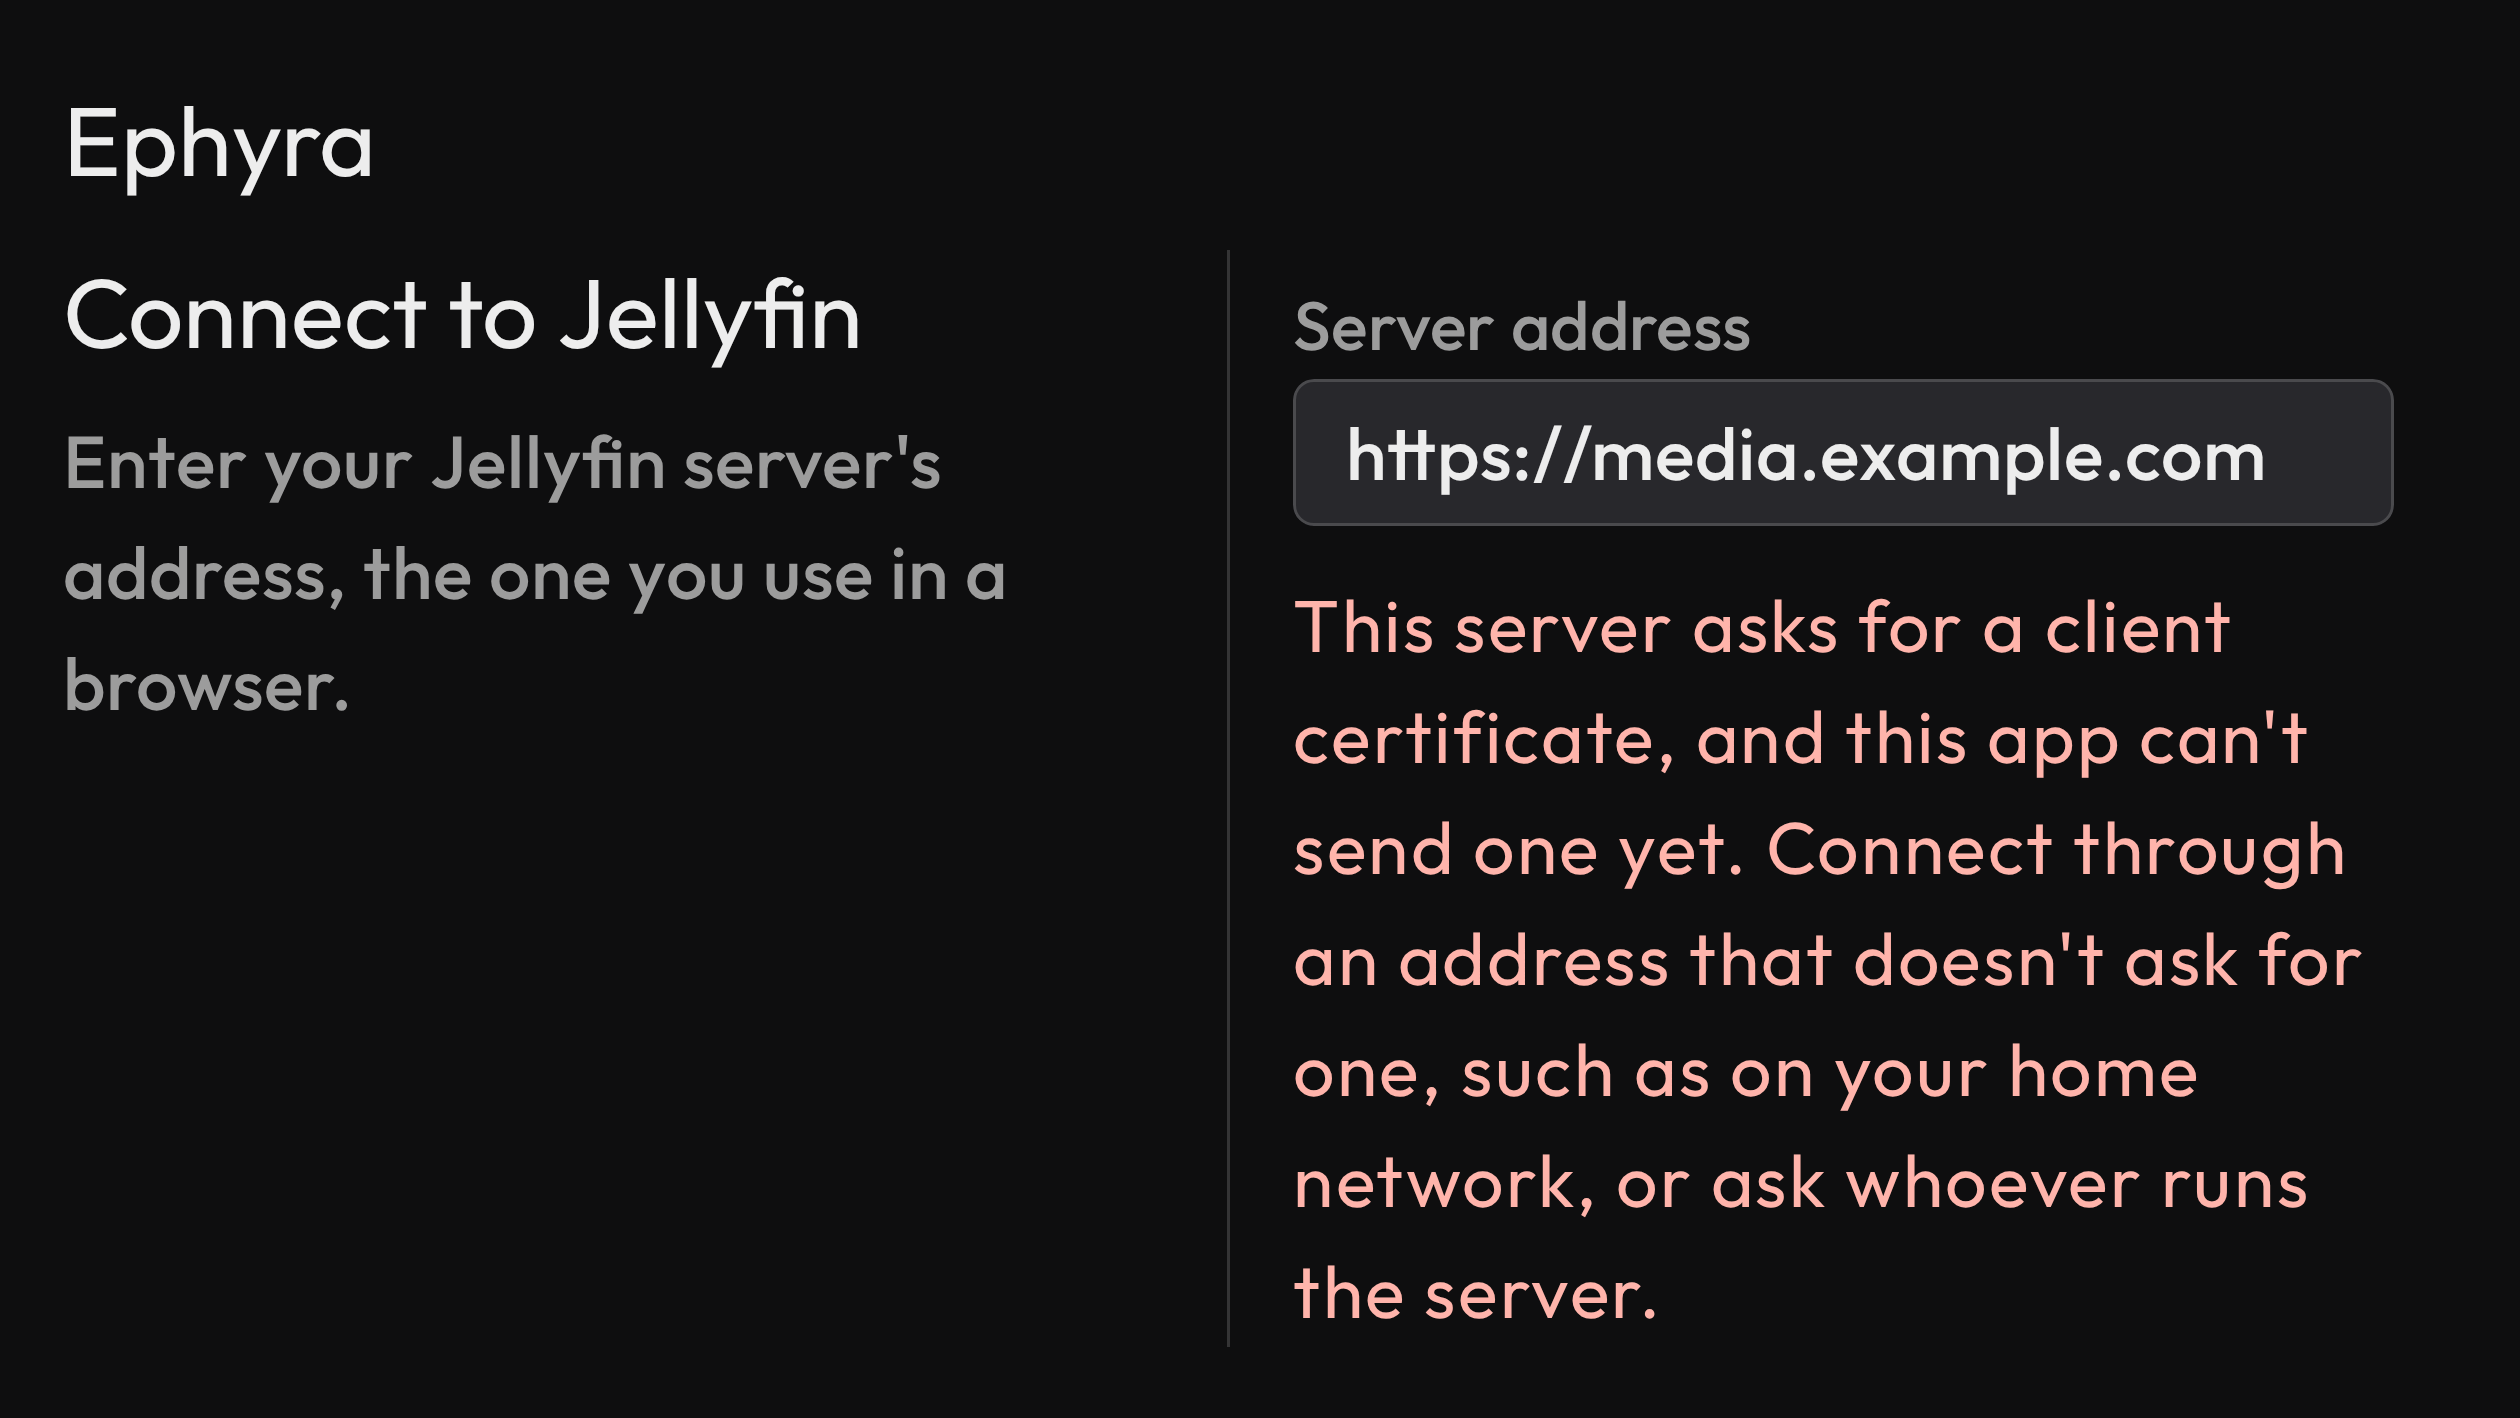 Ephyra
Connect to Jellyfin
Enter your Jellyfin server's
address, the one you use in a
browser.
Server address
https://media.example.com
This server asks for a client
certificate, and this app can't
send one yet. Connect through
an address that doesn't ask for
one, such as on your home
network, or ask whoever runs
the server.